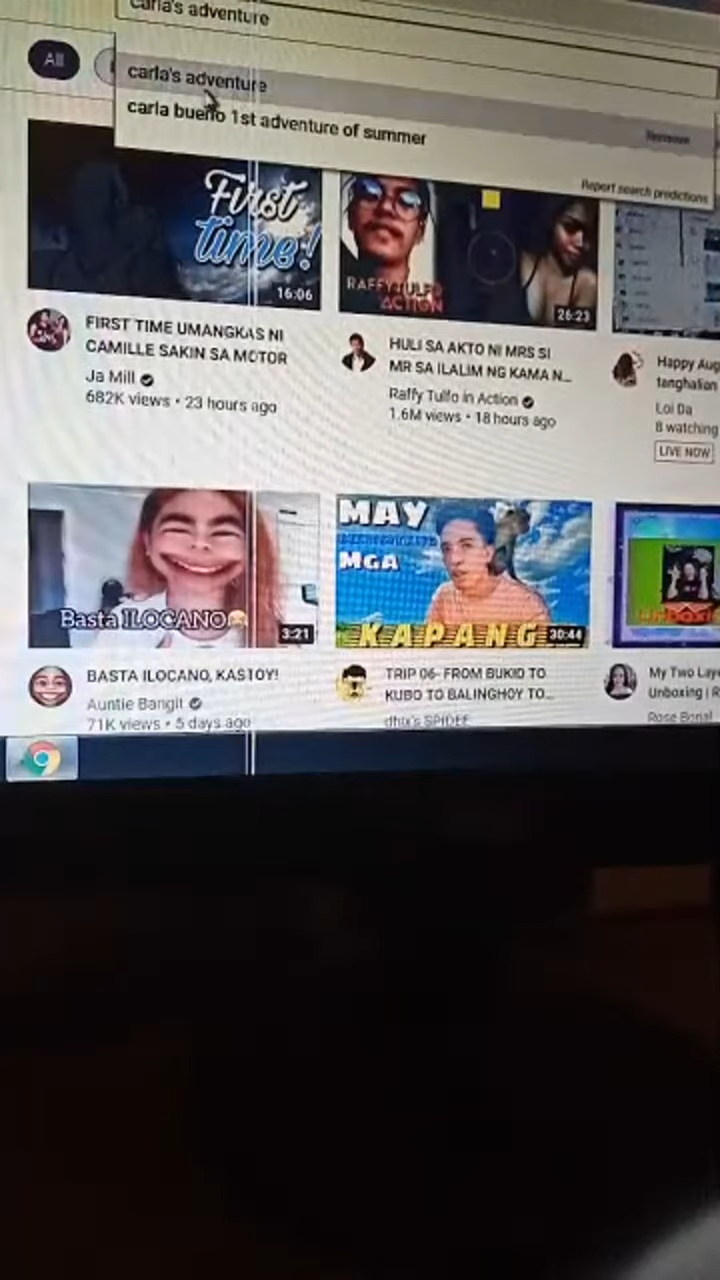 carla's adventure
All
carla's adventure
Remove
carla bueño 1st adventure of summer
Report search predictions
First
time!
16:06
RAFFY TULFO
ACTION
26:23
FIRST TIME UMANGKAS NI
CAMILLE SAKIN SA MOTOR
Ja Mill
682K views • 23 hours ago
HULI SA AKTO NI MRS SI
MR SA ILALIM NG KAMA N...
Raffy Tulfo in Action
1.6M views • 18 hours ago
Happy Aug
tanghalian
Loi Da
8 watching
LIVE NOW
Basta ILOCANO
3:21
MAY
MGA
KAPANG
30:44
BASTA ILOCANO, KASTOY!
Auntie Bangit
71K views • 5 days ago
TRIP 06- FROM BUKID TO
KUBO TO BALINGHOY TO...
dhix's SPIDEE
My Two Lay
Unboxing | R
Rose Bonal